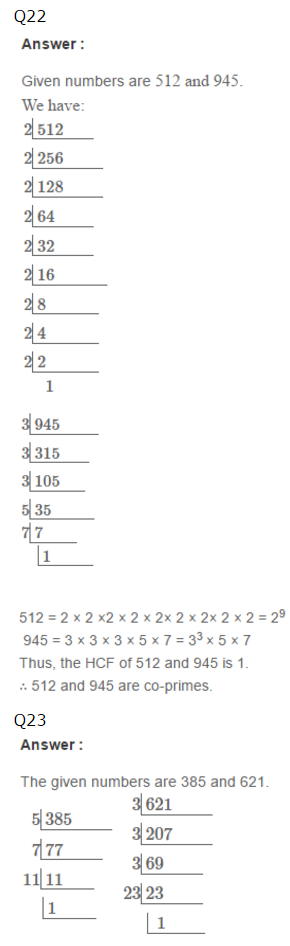 Q22
Answer :
Given numbers are 512 and 945.
We have:
2 512
2 256
2 128
2 64
2 32
2 16
2 8
2 4
2 2
1
3 945
3 315
3 105
5 35
7 7
1
512 = 2 × 2 ×2 × 2 × 2× 2 × 2× 2 × 2 = 2⁹
945 = 3 × 3 × 3 × 5 × 7 = 3³ × 5 × 7
Thus, the HCF of 512 and 945 is 1.
∴ 512 and 945 are co-primes.
Q23
Answer :
The given numbers are 385 and 621.
5 385
7 77
11 11
1
3 621
3 207
3 69
23 23
1